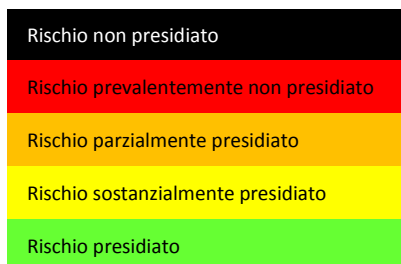 Rischio non presidiato
Rischio prevalentemente non presidiato
Rischio parzialmente presidiato
Rischio sostanzialmente presidiato
Rischio presidiato